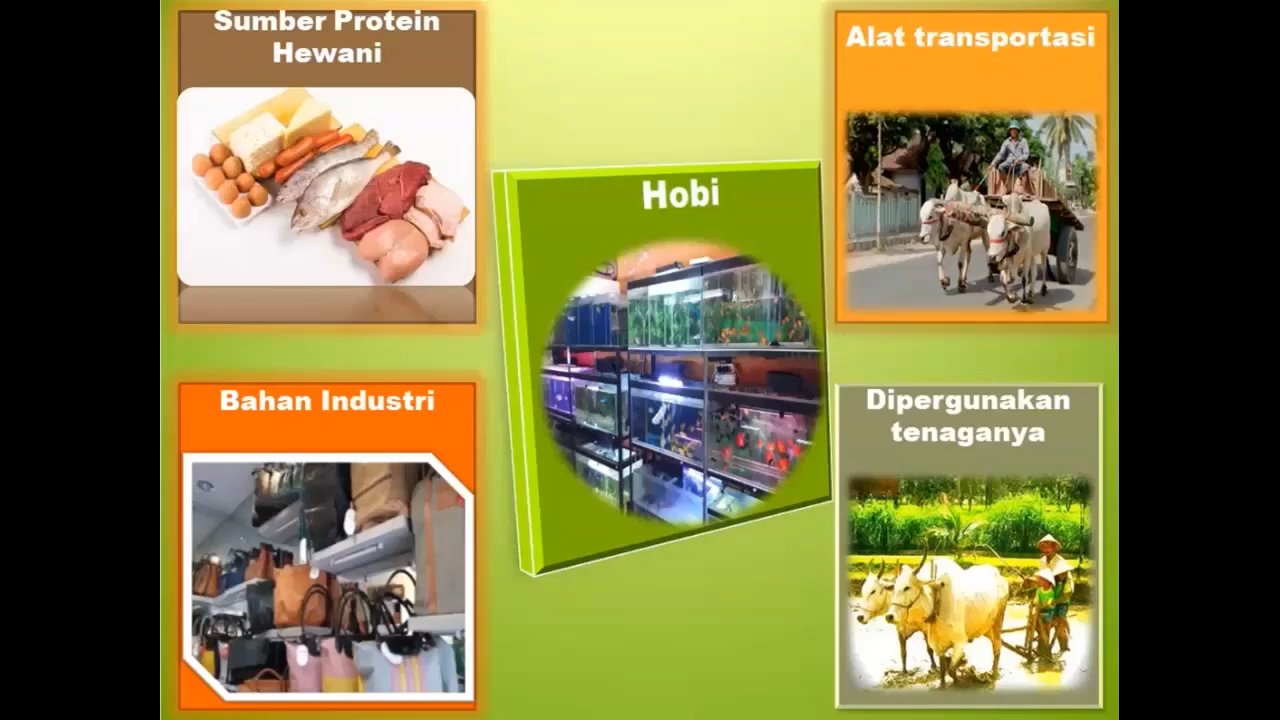 Sumber Protein
Hewani
Alat transportasi
Hobi
Bahan Industri
Dipergunakan
tenaganya